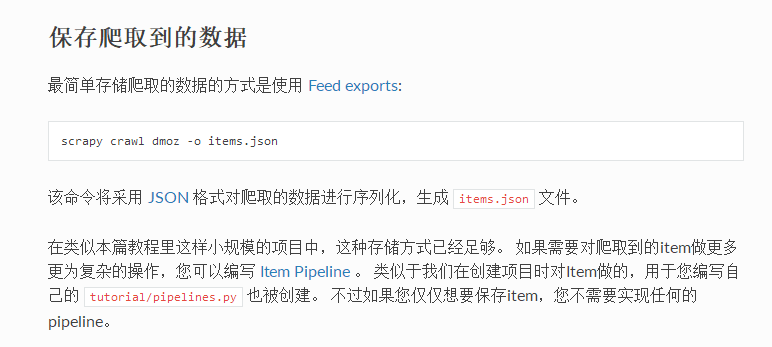 保存爬取到的数据
最简单存储爬取的数据的方式是使用 Feed exports:
scrapy crawl dmoz -o items.json
该命令将采用 JSON 格式对爬取的数据进行序列化，生成 items.json 文件。
在类似本篇教程里这样小规模的项目中，这种存储方式已经足够。 如果需要对爬取到的item做更多
更为复杂的操作，您可以编写 Item Pipeline 。 类似于我们在创建项目时对Item做的，用于您编写自
己的 tutorial/pipelines.py 也被创建。 不过如果您仅仅想要保存item，您不需要实现任何的
pipeline。